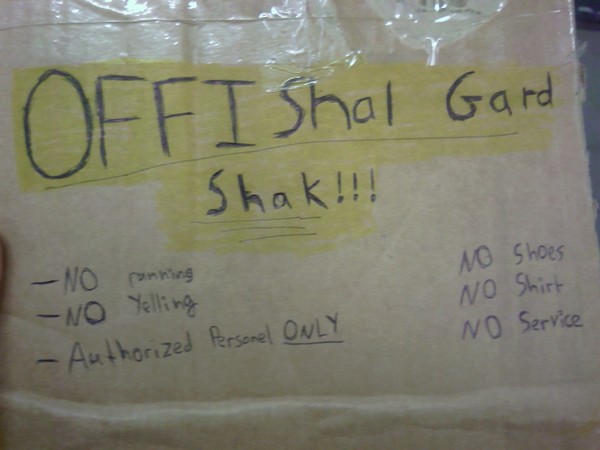 OFFIShal Gard
Shak!!!
- NO running
- NO Yelling
- Authorized Personel ONLY
NO Shoes
NO Shirt
NO Service